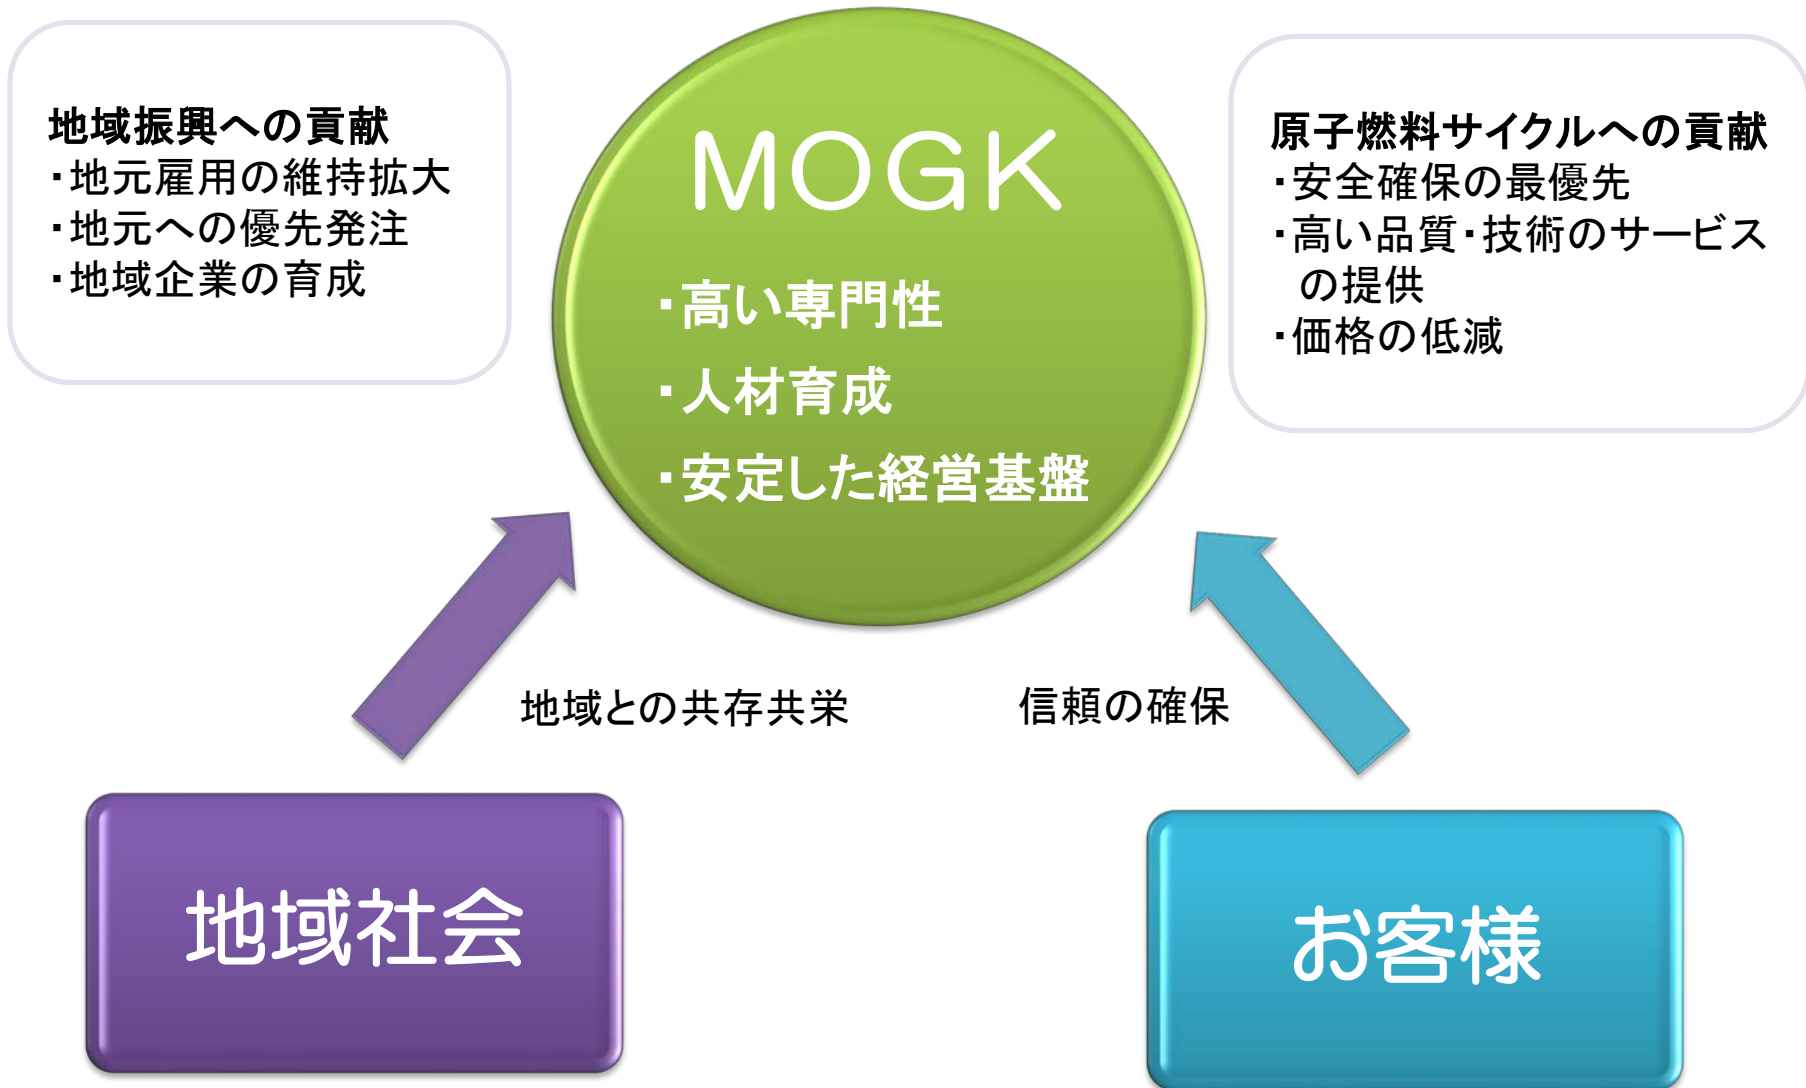 地域振興への貢献
・地元雇用の維持拡大
・地元への優先発注
・地域企業の育成
MOGK
・高い専門性
・人材育成
・安定した経営基盤
原子燃料サイクルへの貢献
・安全確保の最優先
・高い品質・技術のサービス
の提供
・価格の低減
地域との共存共栄
信頼の確保
地域社会
お客様